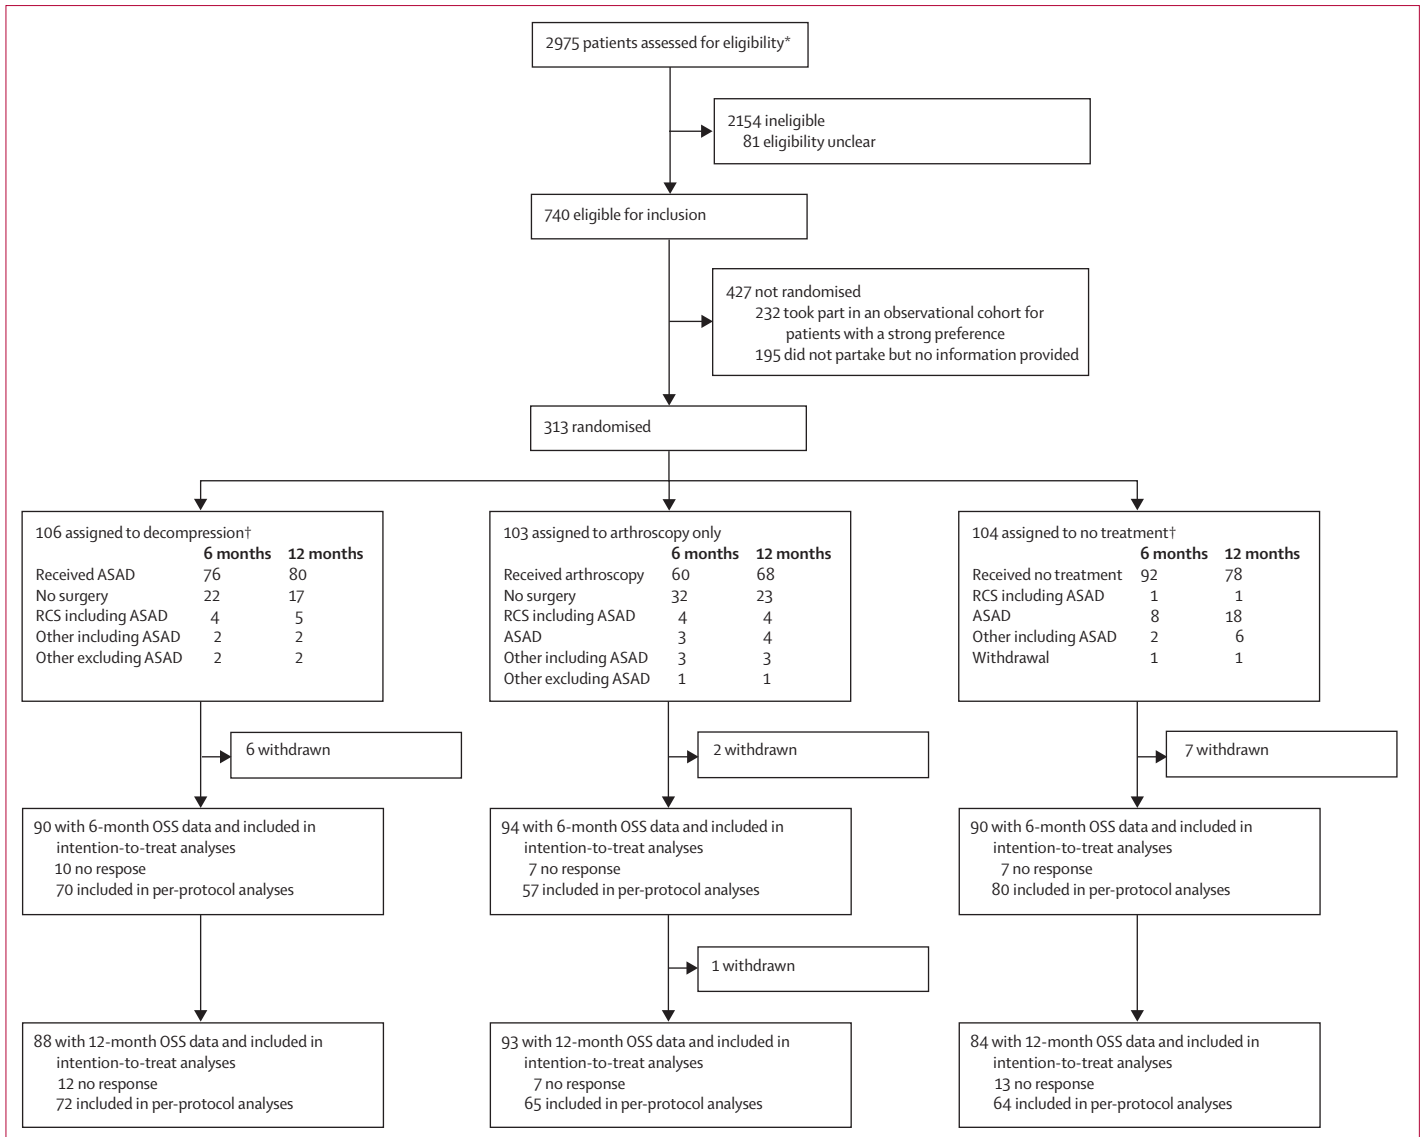 2975 patients assessed for eligibility*
2154 ineligible
81 eligibility unclear
740 eligible for inclusion
427 not randomised
232 took part in an observational cohort for
patients with a strong preference
195 did not partake but no information provided
313 randomised
106 assigned to decompression†
6 months 12 months
Received ASAD 76 80
No surgery 22 17
RCS including ASAD 4 5
Other including ASAD 2 2
Other excluding ASAD 2 2
103 assigned to arthroscopy only
6 months 12 months
Received arthroscopy 60 68
No surgery 32 23
RCS including ASAD 4 4
ASAD 3 4
Other including ASAD 3 3
Other excluding ASAD 1 1
104 assigned to no treatment†
6 months 12 months
Received no treatment 92 78
RCS including ASAD 1 1
ASAD 8 18
Other including ASAD 2 6
Withdrawal 1 1
6 withdrawn
2 withdrawn
7 withdrawn
90 with 6-month OSS data and included in
intention-to-treat analyses
10 no respose
70 included in per-protocol analyses
94 with 6-month OSS data and included in
intention-to-treat analyses
7 no response
57 included in per-protocol analyses
90 with 6-month OSS data and included in
intention-to-treat analyses
7 no response
80 included in per-protocol analyses
1 withdrawn
88 with 12-month OSS data and included in
intention-to-treat analyses
12 no response
72 included in per-protocol analyses
93 with 12-month OSS data and included in
intention-to-treat analyses
7 no response
65 included in per-protocol analyses
84 with 12-month OSS data and included in
intention-to-treat analyses
13 no response
64 included in per-protocol analyses